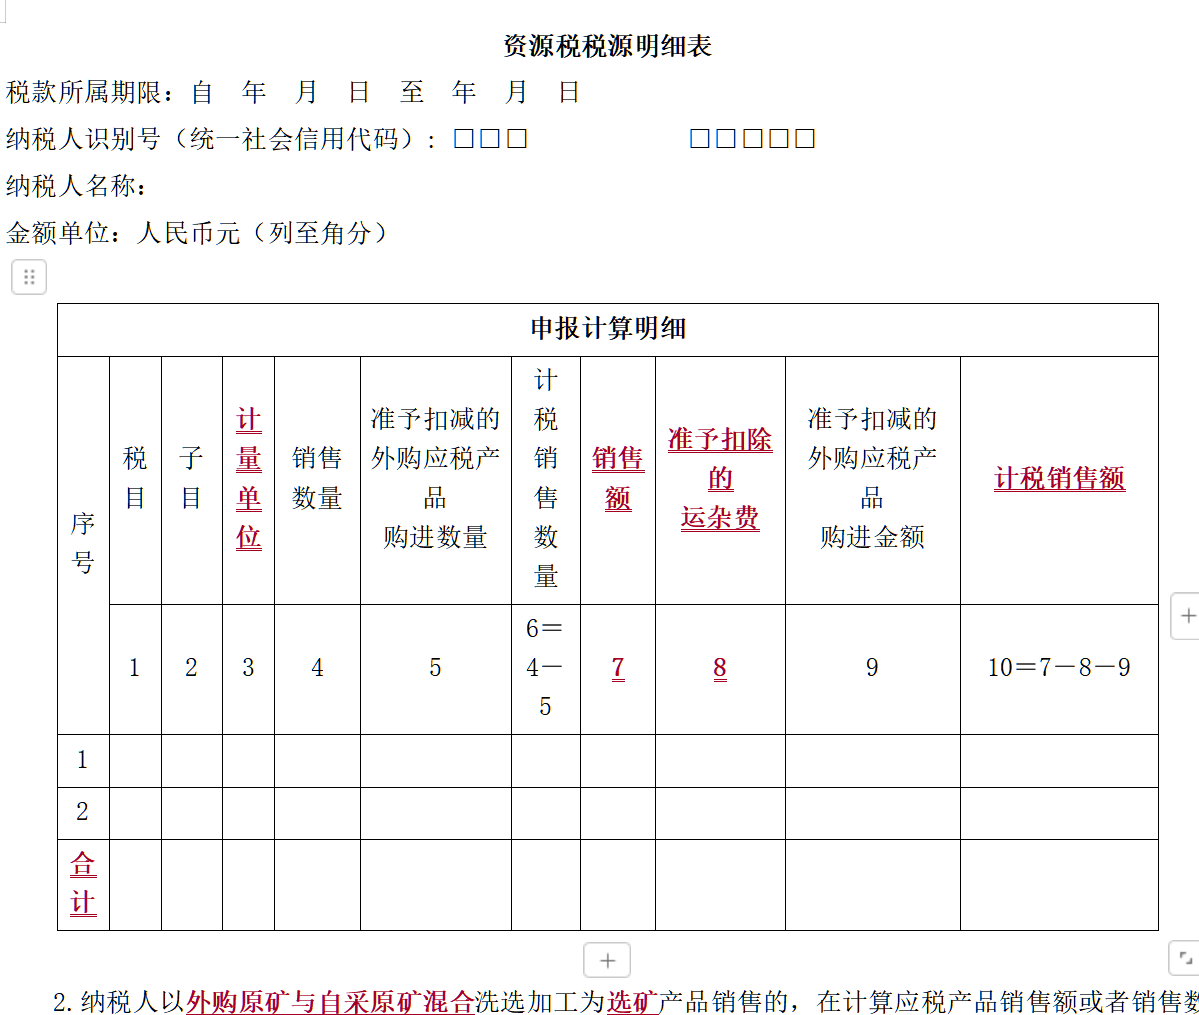 资源税税源明细表
税款所属期限：自 年 月 日 至 年 月 日
纳税人识别号（统一社会信用代码）：□□□ □□□□□
纳税人名称：
金额单位：人民币元（列至角分）
申报计算明细
序号 税目 子目 计量单位 销售数量 准予扣减的外购应税产品购进数量 计税销售数量 销售额 准予扣除的运杂费 准予扣减的外购应税产品购进金额 计税销售额
1 2 3 4 5 6＝4－5 7 8 9 10＝7－8－9
1
2
合计
2.纳税人以外购原矿与自采原矿混合洗选加工为选矿产品销售的，在计算应税产品销售额或者销售数